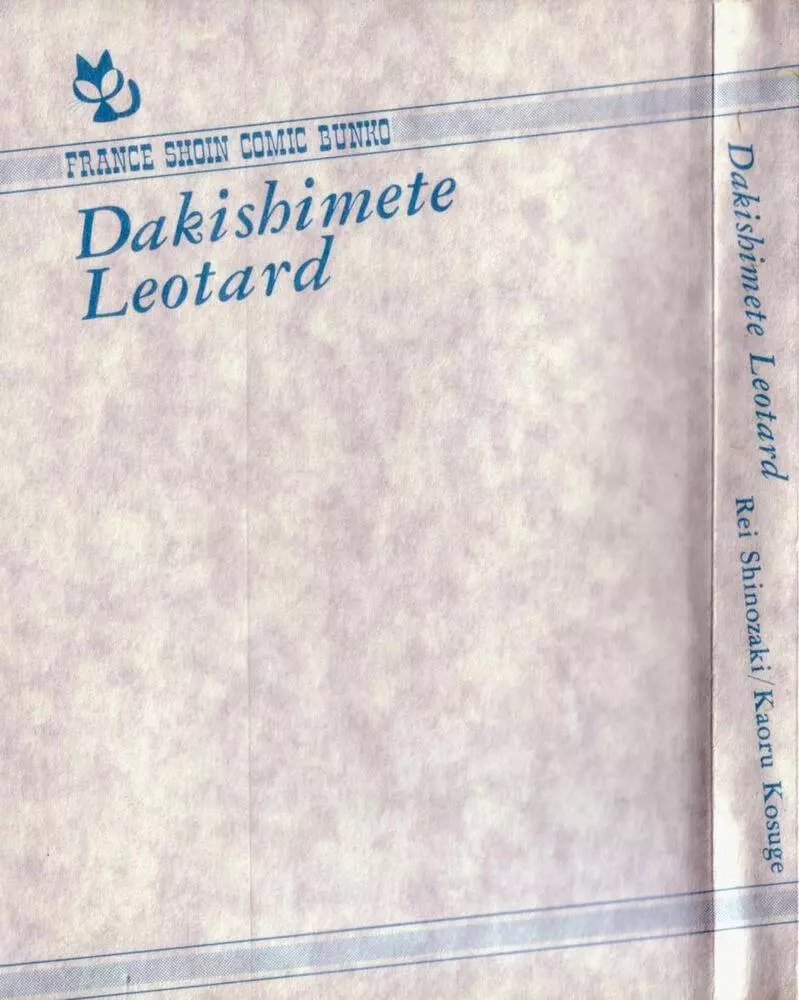 FRANCE SHOIN COMIC BUNKO
Dakishimete
Leotard
Dakishimete Leotard
Rei Shinozaki/Kaoru Kosuge